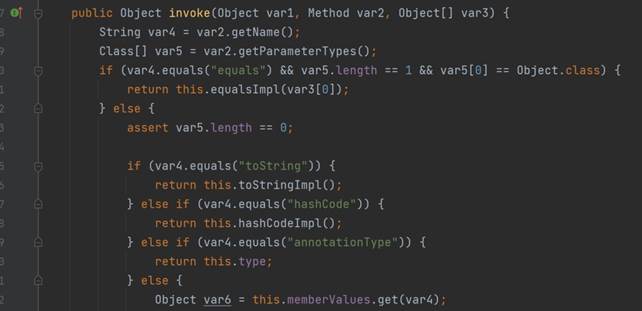 7 public Object invoke(Object var1, Method var2, Object[] var3) {
8 String var4 = var2.getName();
9 Class[] var5 = var2.getParameterTypes();
0 if (var4.equals("equals") && var5.length == 1 && var5[0] == Object.class) {
1 return this.equalsImpl(var3[0]);
2 } else {
3 assert var5.length == 0;
4
5 if (var4.equals("toString")) {
6 return this.toStringImpl();
7 } else if (var4.equals("hashCode")) {
8 return this.hashCodeImpl();
9 } else if (var4.equals("annotationType")) {
0 return this.type;
1 } else {
2 Object var6 = this.memberValues.get(var4);